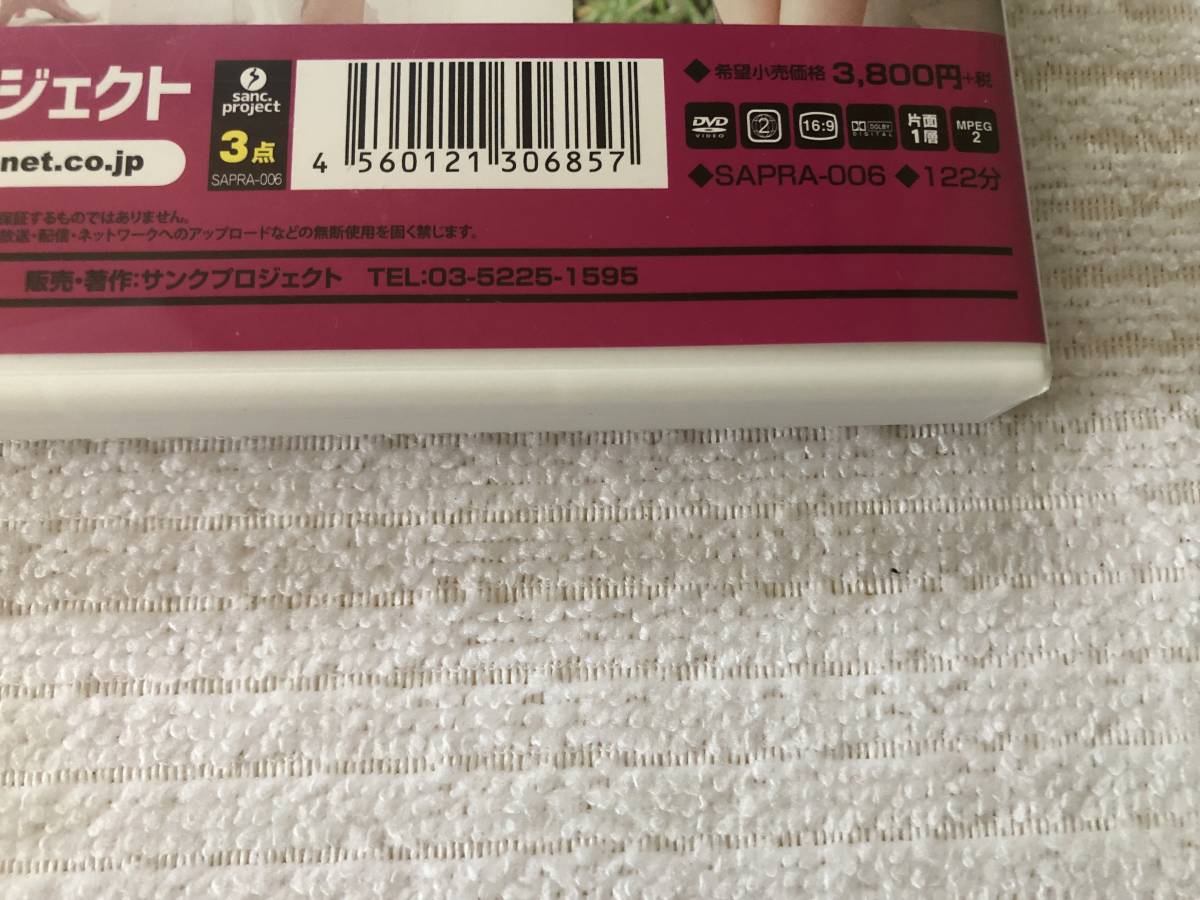 ジェクト
net.co.jp
sanc.
project
3点
SAPRA-006
4 560121 306857
◆希望小売価格 3,800円+税
DVD
VIDEO
2
16:9
DOLBY
DIGITAL
片面
1層
MPEG
2
◆SAPRA-006 ◆122分
保証するものではありません。
放送・配信・ネットワークへのアップロードなどの無断使用を固く禁じます。
販売・著作:サンクプロジェクト TEL:03-5225-1595